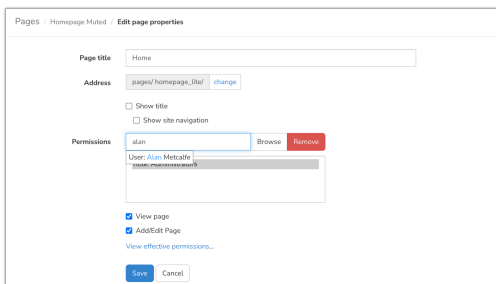 Pages / Homepage Muted / Edit page properties
Page title Home
Address pages/ homepage_lite/ change
Show title
Show site navigation
Permissions alan Browse Remove
User: Alan Metcalfe
Role: Administrators
View page
Add/Edit Page
View effective permissions...
Save Cancel